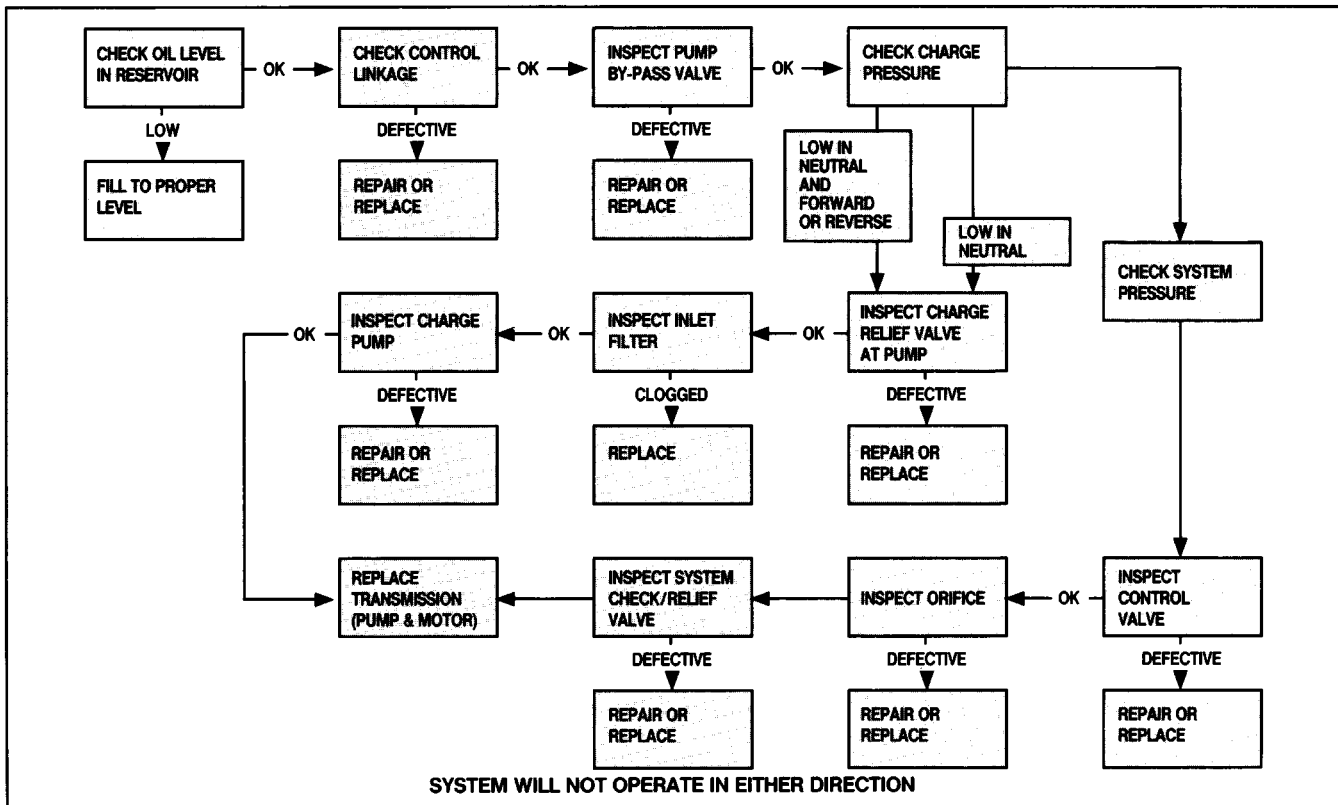 CHECK OIL LEVEL
IN RESERVOIR
OK
CHECK CONTROL
LINKAGE
OK
INSPECT PUMP
BY-PASS VALVE
OK
CHECK CHARGE
PRESSURE
LOW
DEFECTIVE
DEFECTIVE
LOW IN
NEUTRAL
AND
FORWARD
OR REVERSE
LOW IN
NEUTRAL
FILL TO PROPER
LEVEL
REPAIR OR
REPLACE
REPAIR OR
REPLACE
CHECK SYSTEM
PRESSURE
OK
INSPECT CHARGE
PUMP
OK
INSPECT INLET
FILTER
OK
INSPECT CHARGE
RELIEF VALVE
AT PUMP
DEFECTIVE
CLOGGED
DEFECTIVE
REPAIR OR
REPLACE
REPLACE
REPAIR OR
REPLACE
REPLACE
TRANSMISSION
(PUMP & MOTOR)
INSPECT SYSTEM
CHECK/RELIEF
VALVE
INSPECT ORIFICE
OK
INSPECT
CONTROL
VALVE
DEFECTIVE
DEFECTIVE
DEFECTIVE
REPAIR OR
REPLACE
REPAIR OR
REPLACE
REPAIR OR
REPLACE
SYSTEM WILL NOT OPERATE IN EITHER DIRECTION